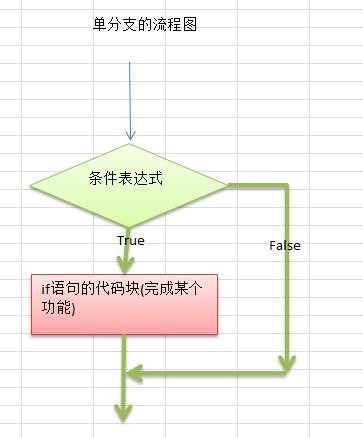 单分支的流程图
条件表达式
True
False
if语句的代码块(完成某个
功能)